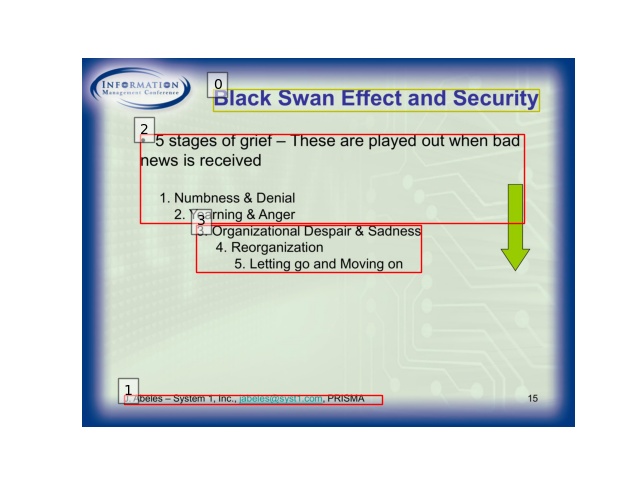 INFORMATION
Management Conference
0
Black Swan Effect and Security
2
5 stages of grief – These are played out when bad
news is received
1. Numbness & Denial
2. Yearning & Anger
3
3. Organizational Despair & Sadness
4. Reorganization
5. Letting go and Moving on
1
Abeles – System 1, Inc., jabeles@syst1.com, PRISMA
15